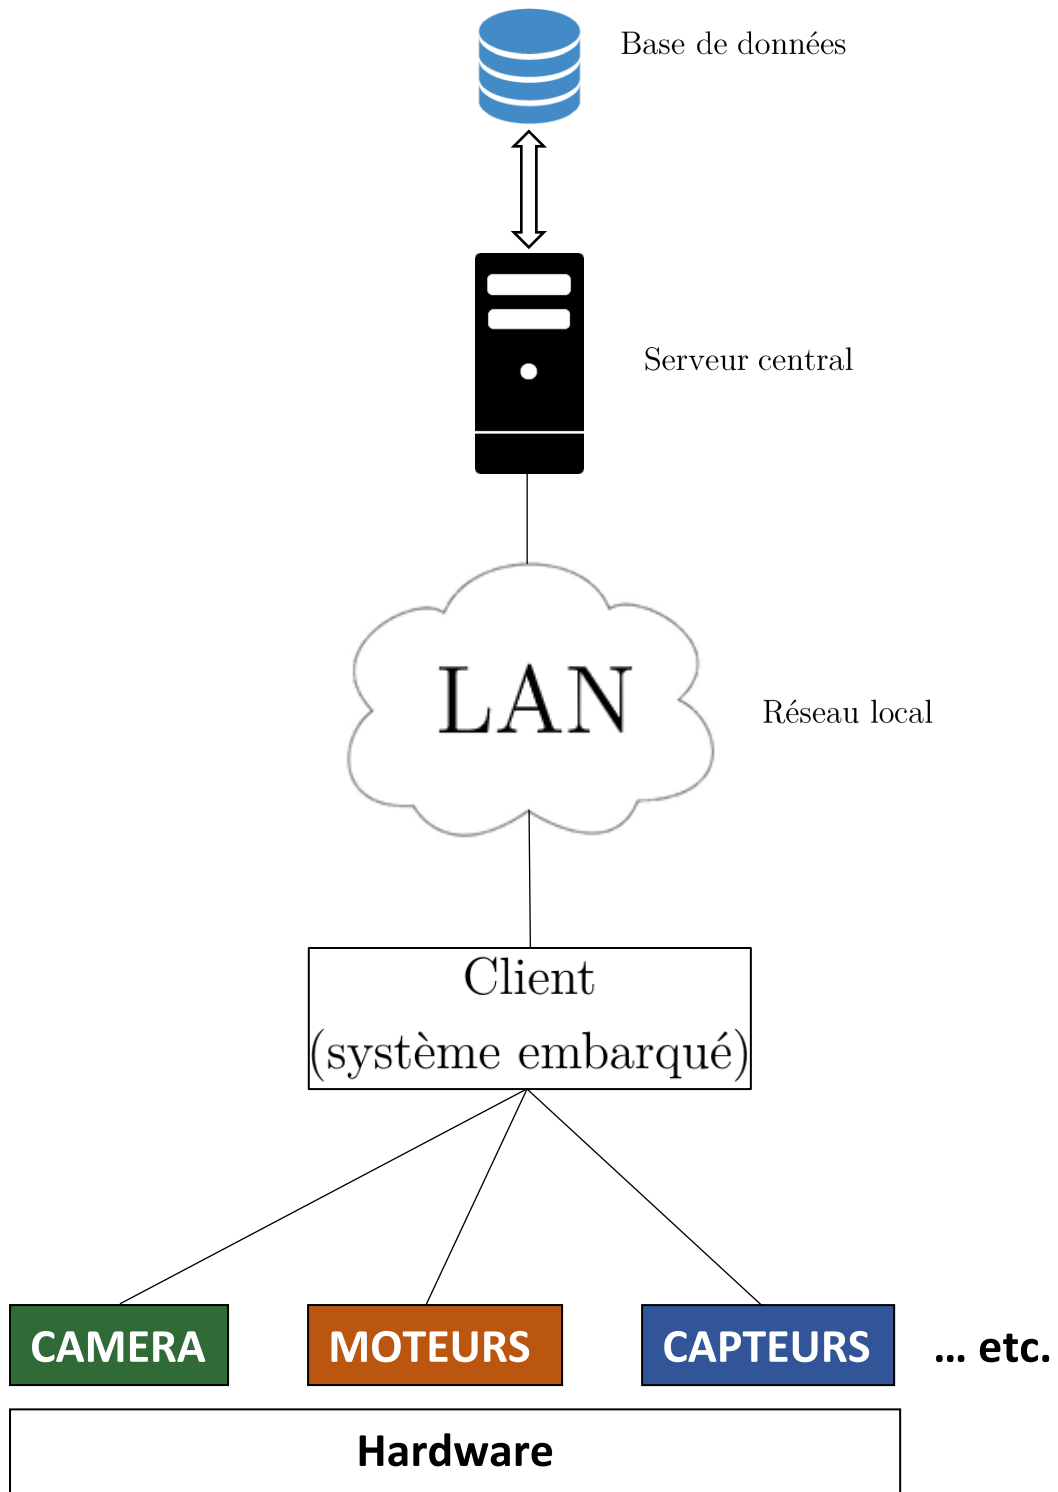 Base de données
Serveur central
LAN
Réseau local
Client
(système embarqué)
CAMERA
MOTEURS
CAPTEURS
... etc.
Hardware